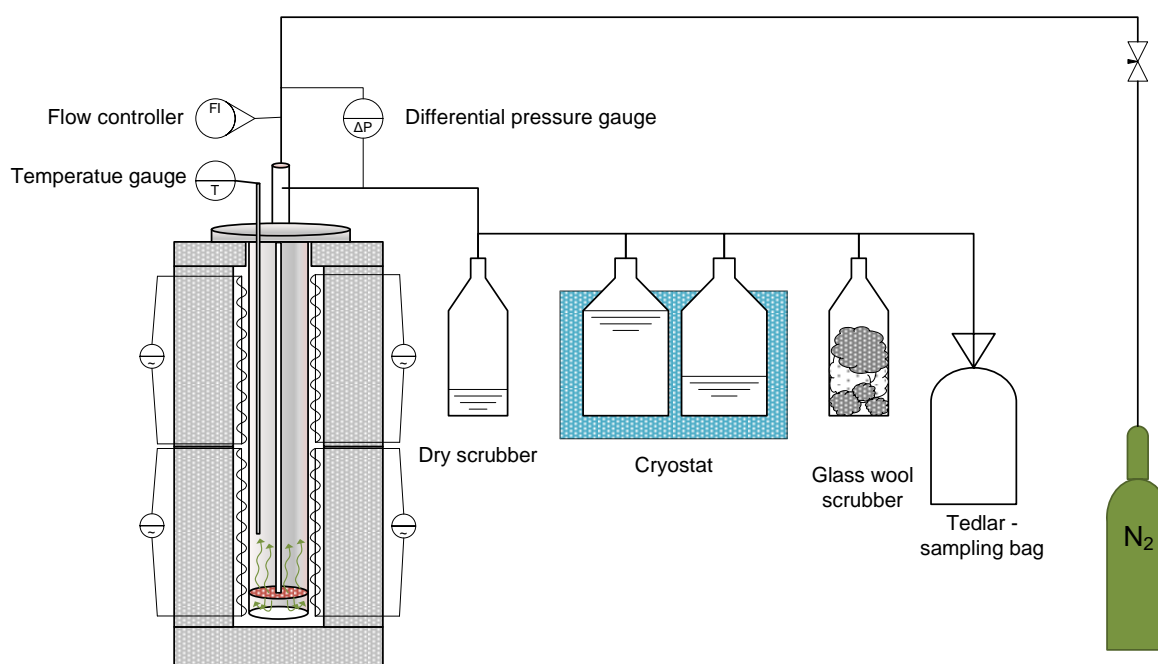 Flow controller
FI
ΔP
Differential pressure gauge
Temperatue gauge
T
~
~
~
~
Dry scrubber
Cryostat
Glass wool
scrubber
Tedlar -
sampling bag
N₂